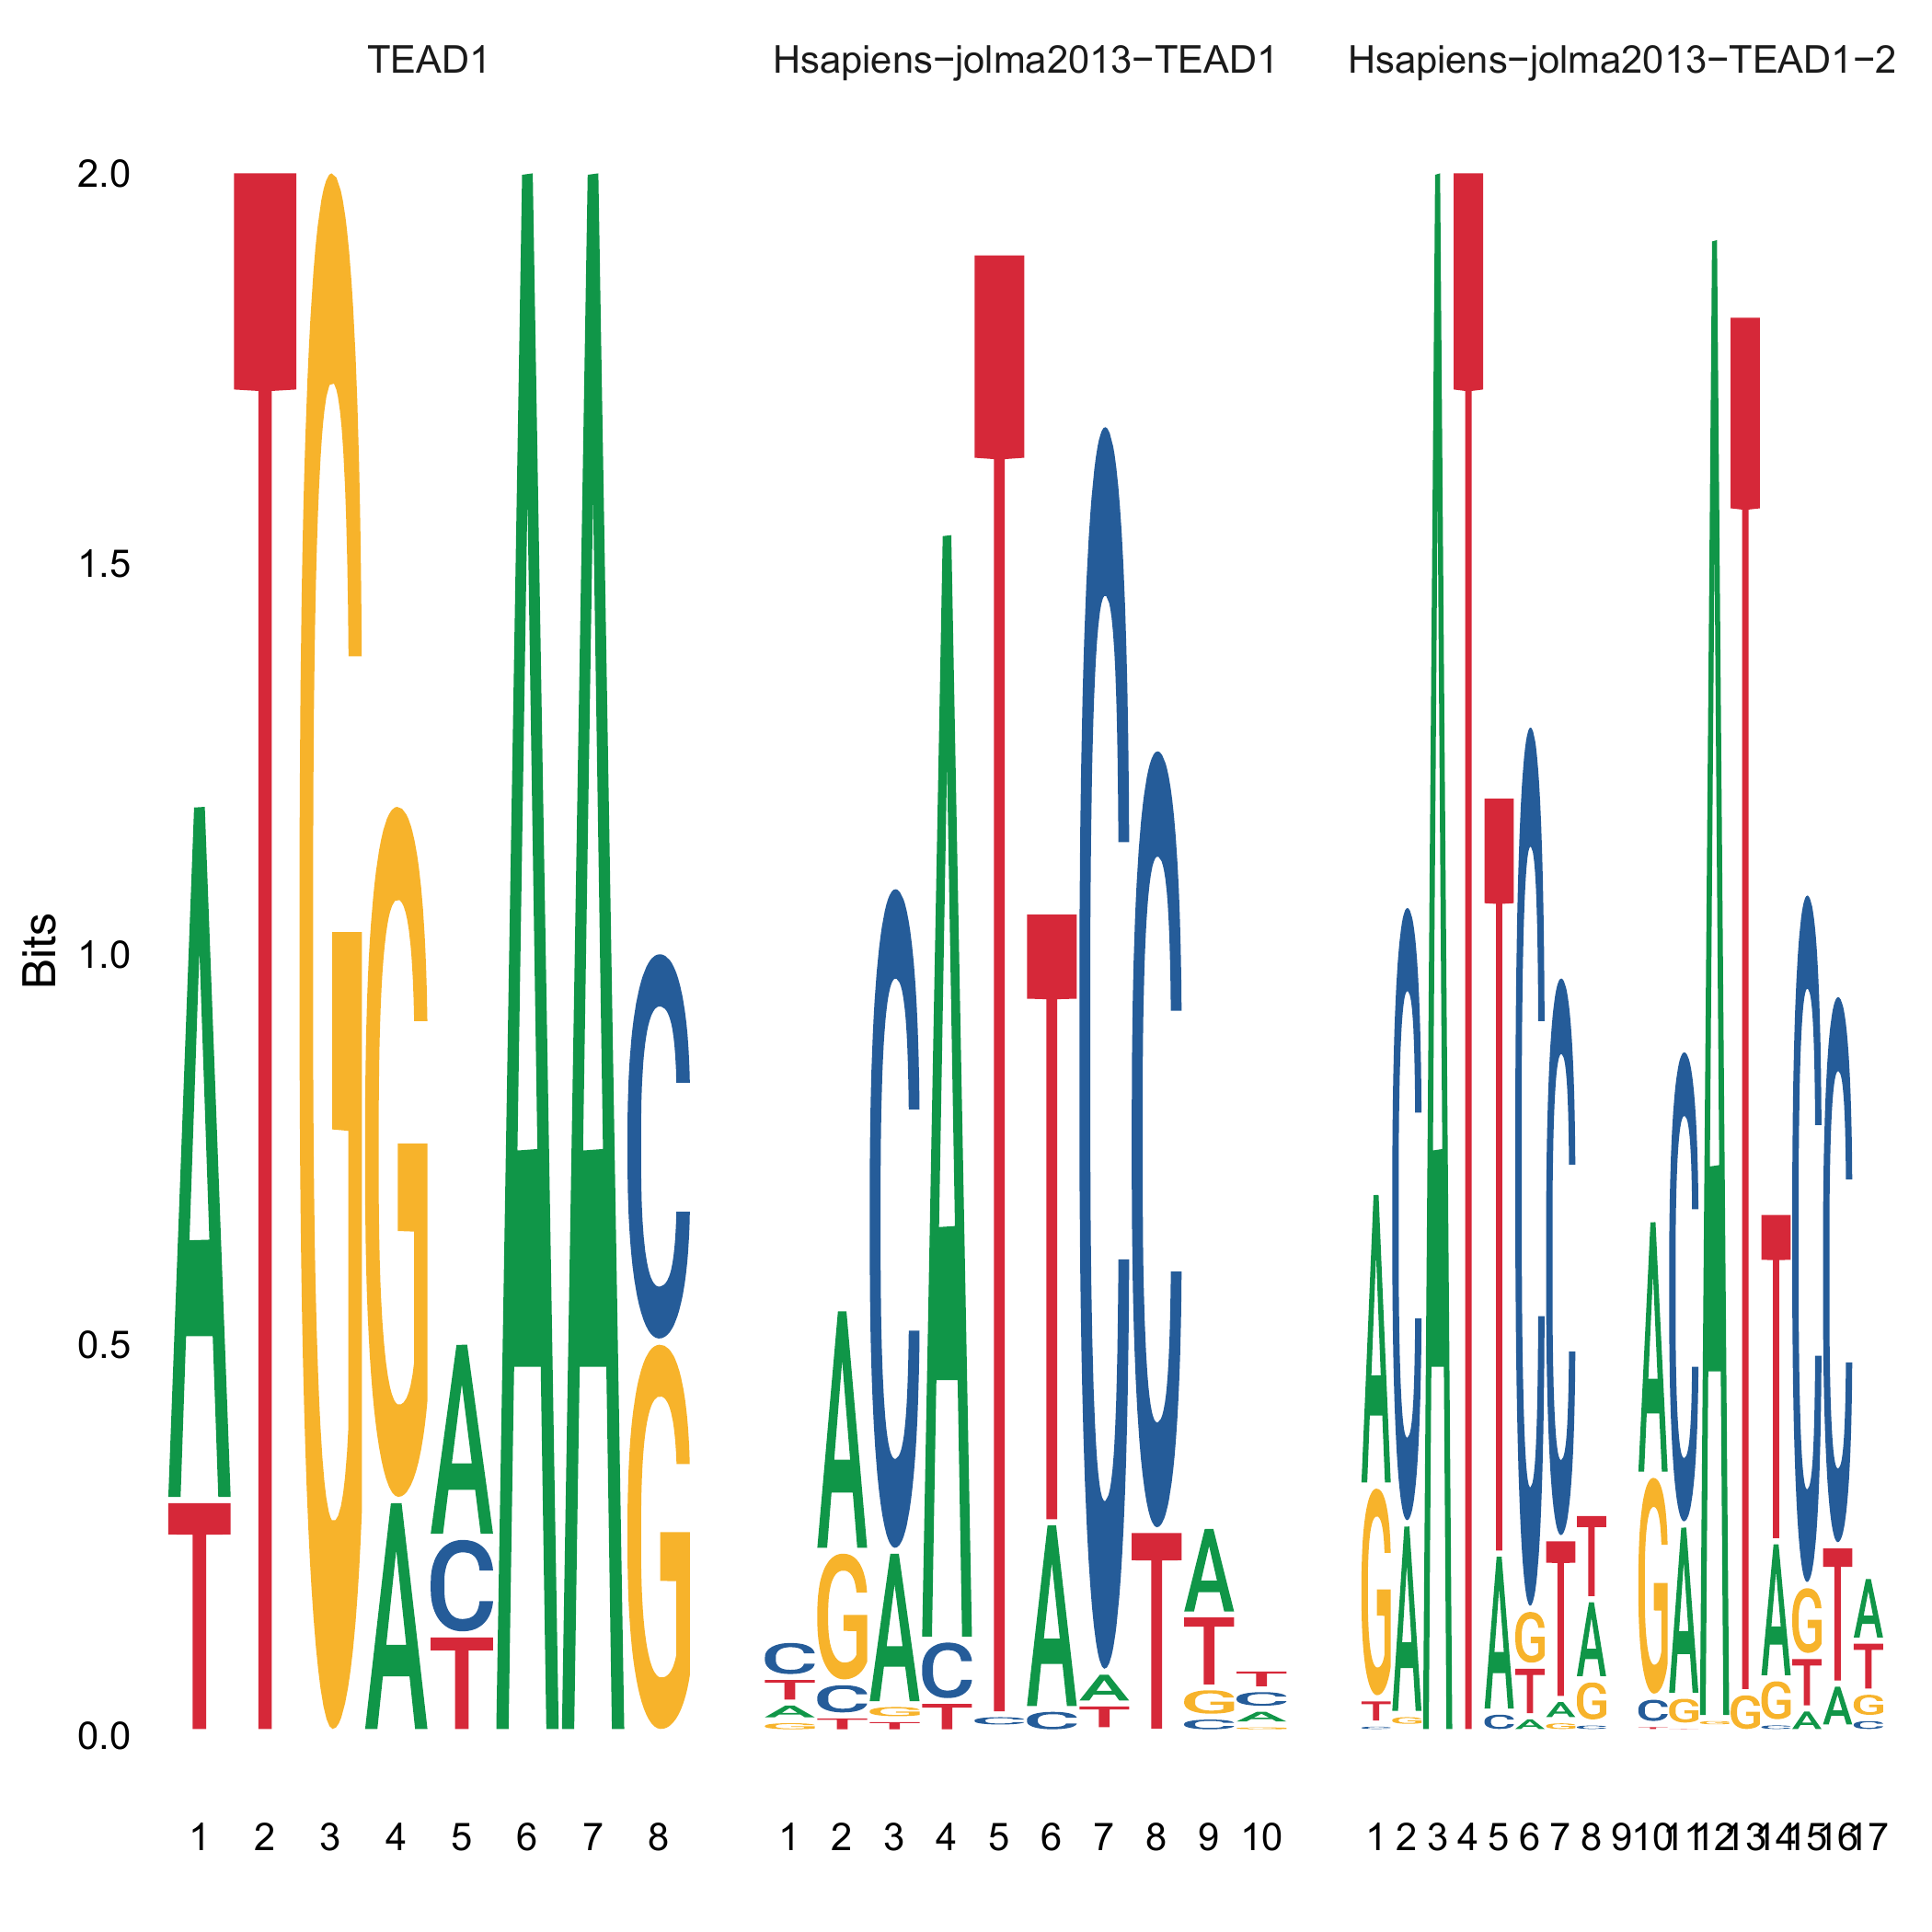 TEAD1 Hsapiens−jolma2013−TEAD1 Hsapiens−jolma2013−TEAD1−2
2.0
1.5
1.0
0.5
0.0
Bits
A T
T
G
G A
A C T
A
A
C G
C T A G
A G C T
C A G T
A C T
T C
T A C
C A T
C T
A T G C
T C A G
A G T C
C A G
A
T
T A C
C G T A
C T A G
T A G C
A G C T
C A G
A G
T G
T A G C
C G T A
C T A
A T G C
1 2 3 4 5 6 7 8 1 2 3 4 5 6 7 8 9 10 1 2 3 4 5 6 7 8 9 10 11 12 13 14 15 16 17